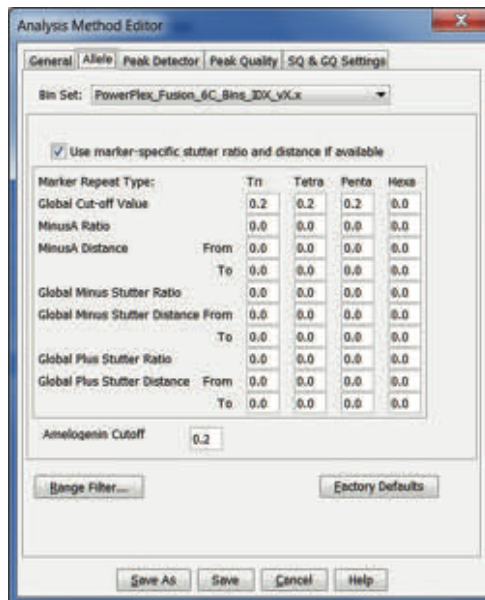 Analysis Method Editor
General Allele Peak Detector Peak Quality SQ & GQ Settings
Bin Set: PowerPlex_Fusion_6C_Bins_IDX_vX.x
Use marker-specific stutter ratio and distance if available
Marker Repeat Type: Tri Tetra Penta Hexa
Global Cut-off Value 0.2 0.2 0.2 0.0
MinusA Ratio 0.0 0.0 0.0 0.0
MinusA Distance From 0.0 0.0 0.0 0.0
To 0.0 0.0 0.0 0.0
Global Minus Stutter Ratio 0.0 0.0 0.0 0.0
Global Minus Stutter Distance From 0.0 0.0 0.0 0.0
To 0.0 0.0 0.0 0.0
Global Plus Stutter Ratio 0.0 0.0 0.0 0.0
Global Plus Stutter Distance From 0.0 0.0 0.0 0.0
To 0.0 0.0 0.0 0.0
Amelogenin Cutoff 0.2
Range Filter... Factory Defaults
Save As Save Cancel Help